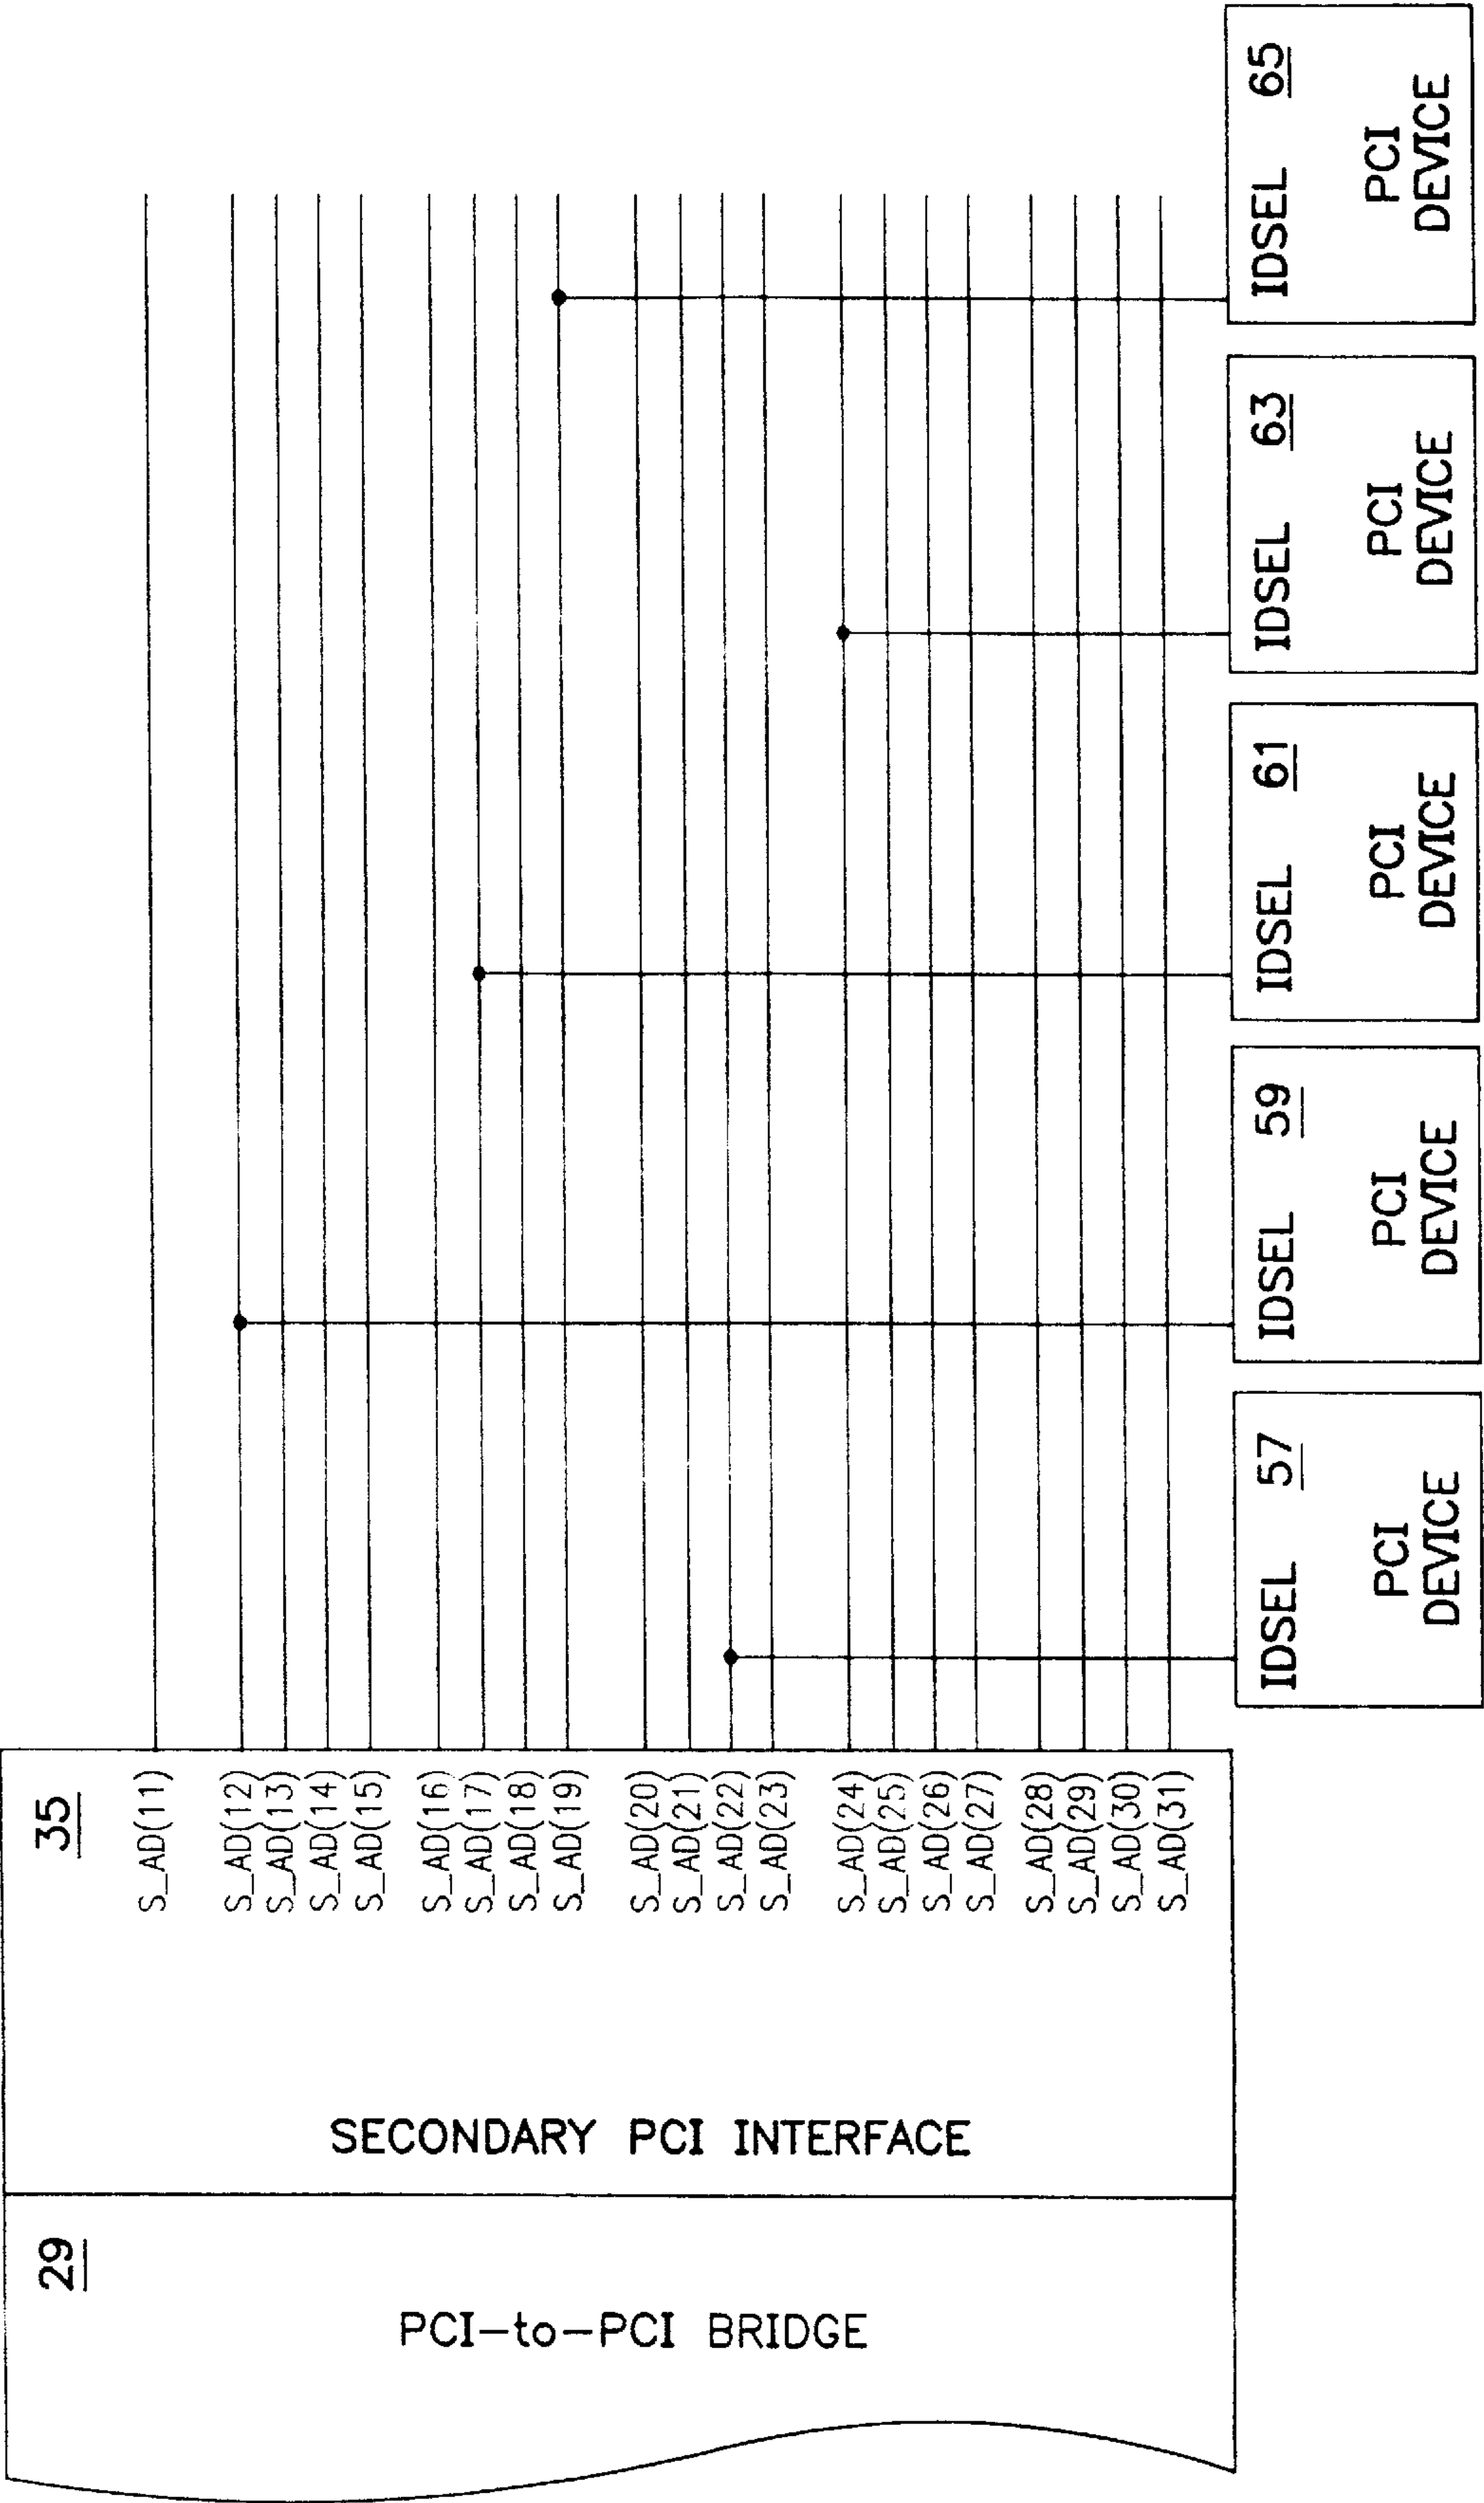 29
PCI-to-PCI BRIDGE
35
SECONDARY PCI INTERFACE
S_AD(11)
S_AD(12)
S_AD(13)
S_AD(14)
S_AD(15)
S_AD(16)
S_AD(17)
S_AD(18)
S_AD(19)
S_AD(20)
S_AD(21)
S_AD(22)
S_AD(23)
S_AD(24)
S_AD(25)
S_AD(26)
S_AD(27)
S_AD(28)
S_AD(29)
S_AD(30)
S_AD(31)
IDSEL 57
PCI
DEVICE
IDSEL 59
PCI
DEVICE
IDSEL 61
PCI
DEVICE
IDSEL 63
PCI
DEVICE
IDSEL 65
PCI
DEVICE